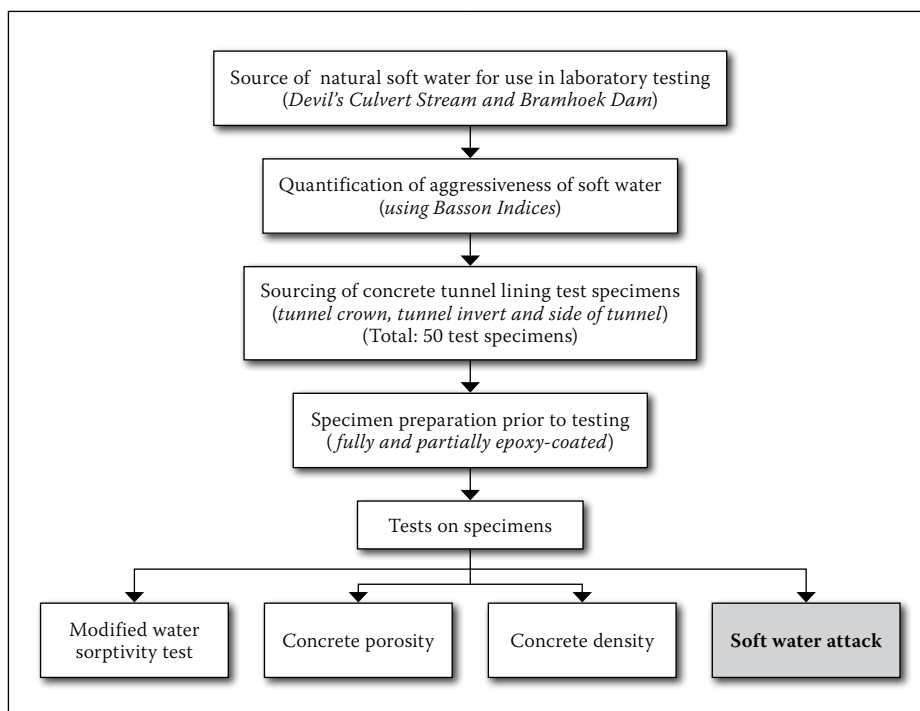 Source of natural soft water for use in laboratory testing
(Devil's Culvert Stream and Bramhoek Dam)
Quantification of aggressiveness of soft water
(using Basson Indices)
Sourcing of concrete tunnel lining test specimens
(tunnel crown, tunnel invert and side of tunnel)
(Total: 50 test specimens)
Specimen preparation prior to testing
(fully and partially epoxy-coated)
Tests on specimens
Modified water
sorptivity test
Concrete porosity
Concrete density
Soft water attack